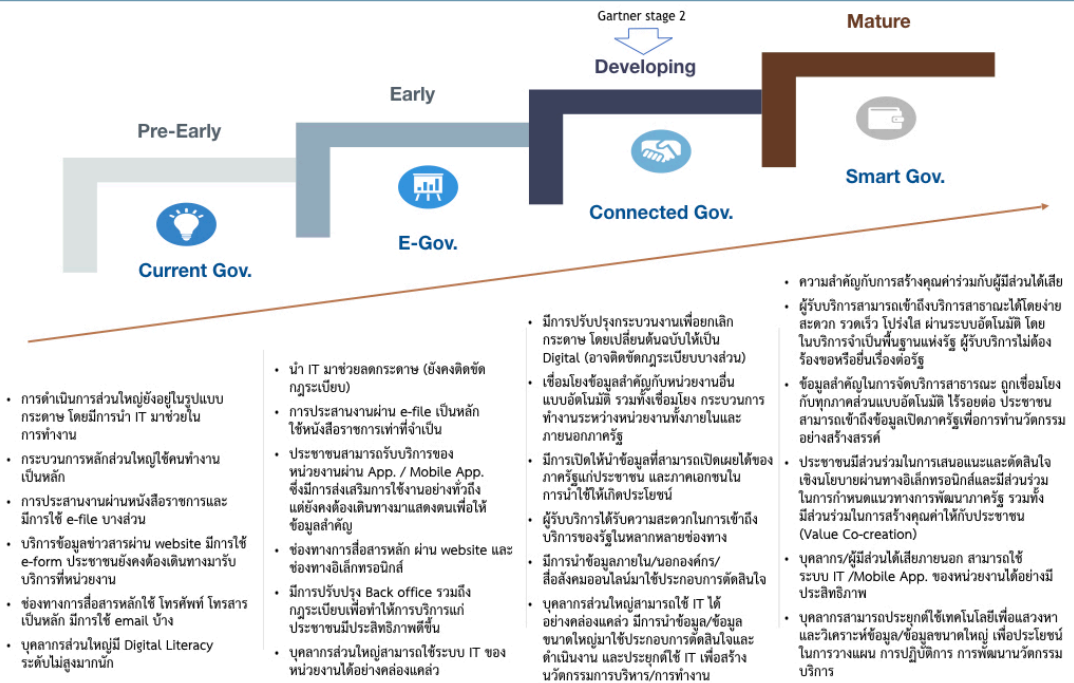 Gartner stage 2
Mature
Developing
Early
Pre-Early
Smart Gov.
Connected Gov.
E-Gov.
Current Gov.
• การดำเนินการส่วนใหญ่ยังอยู่ในรูปแบบ
กระดาษ โดยมีการนำ IT มาช่วยใน
การทำงาน
• กระบวนการหลักส่วนใหญ่ใช้คนทำงาน
เป็นหลัก
• การประสานงานผ่านหนังสือราชการและ
มีการใช้ e-file บางส่วน
• บริการข้อมูลข่าวสารผ่าน website มีการใช้
e-form ประชาชนยังคงต้องเดินทางมารับ
บริการที่หน่วยงาน
• ช่องทางการสื่อสารหลักใช้ โทรศัพท์ โทรสาร
เป็นหลัก มีการใช้ email บ้าง
• บุคลากรส่วนใหญ่มี Digital Literacy
ระดับไม่สูงมากนัก
• นำ IT มาช่วยลดกระดาษ (ยังคงติดขัด
กฎระเบียบ)
• การประสานงานผ่าน e-file เป็นหลัก
ใช้หนังสือราชการเท่าที่จำเป็น
• ประชาชนสามารถรับบริการของ
หน่วยงานผ่าน App. / Mobile App.
ซึ่งมีการส่งเสริมการใช้งานอย่างทั่วถึง
แต่ยังคงต้องเดินทางมาแสดงตนเพื่อให้
ข้อมูลสำคัญ
• ช่องทางการสื่อสารหลัก ผ่าน website และ
ช่องทางอิเล็กทรอนิกส์
• มีการปรับปรุง Back office รวมถึง
กฎระเบียบเพื่อทำให้การบริการแก่
ประชาชนมีประสิทธิภาพดีขึ้น
• บุคลากรส่วนใหญ่สามารถใช้ระบบ IT ของ
หน่วยงานได้อย่างคล่องแคล่ว
• มีการปรับปรุงกระบวนงานเพื่อยกเลิก
กระดาษ โดยเปลี่ยนต้นฉบับให้เป็น
Digital (อาจติดขัดกฎระเบียบบางส่วน)
• เชื่อมโยงข้อมูลสำคัญกับหน่วยงานอื่น
แบบอัตโนมัติ รวมทั้งเชื่อมโยง กระบวนการ
ทำงานระหว่างหน่วยงานทั้งภายในและ
ภายนอกภาครัฐ
• มีการเปิดให้นำข้อมูลที่สามารถเปิดเผยได้ของ
ภาครัฐแก่ประชาชน และภาคเอกชนใน
การนำไปใช้ให้เกิดประโยชน์
• ผู้รับบริการได้รับความสะดวกในการเข้าถึง
บริการของรัฐในหลากหลายช่องทาง
• มีการนำข้อมูลภายใน/นอกองค์กร/
สื่อสังคมออนไลน์มาใช้ประกอบการตัดสินใจ
• บุคลากรส่วนใหญ่สามารถใช้ IT ได้
อย่างคล่องแคล่ว มีการนำข้อมูล/ข้อมูล
ขนาดใหญ่มาใช้ประกอบการตัดสินใจและ
ดำเนินงาน และประยุกต์ใช้ IT เพื่อสร้าง
นวัตกรรมการบริหาร/การทำงาน
• ความสำคัญกับการสร้างคุณค่าร่วมกับผู้มีส่วนได้เสีย
• ผู้รับบริการสามารถเข้าถึงบริการสาธารณะได้โดยง่าย
สะดวก รวดเร็ว โปร่งใส ผ่านระบบอัตโนมัติ โดย
ในบริการจำเป็นพื้นฐานแห่งรัฐ ผู้รับบริการไม่ต้อง
ร้องขอหรือยื่นเรื่องต่อรัฐ
• ข้อมูลสำคัญในการจัดบริการสาธารณะ ถูกเชื่อมโยง
กับทุกภาคส่วนแบบอัตโนมัติ ไร้รอยต่อ ประชาชน
สามารถเข้าถึงข้อมูลเปิดภาครัฐเพื่อการทำนวัตกรรม
อย่างสร้างสรรค์
• ประชาชนมีส่วนร่วมในการเสนอแนะและตัดสินใจ
เชิงนโยบายผ่านทางอิเล็กทรอนิกส์และมีส่วนร่วม
ในการกำหนดแนวทางการพัฒนาภาครัฐ รวมทั้ง
มีส่วนร่วมในการสร้างคุณค่าให้กับประชาชน
(Value Co-creation)
• บุคลากร/ผู้มีส่วนได้เสียภายนอก สามารถใช้
ระบบ IT /Mobile App. ของหน่วยงานได้อย่างมี
ประสิทธิภาพ
• บุคลากรสามารถประยุกต์ใช้เทคโนโลยีเพื่อแสวงหา
และวิเคราะห์ข้อมูล/ข้อมูลขนาดใหญ่ เพื่อประโยชน์
ในการวางแผน การปฏิบัติการ การพัฒนานวัตกรรม
บริการ